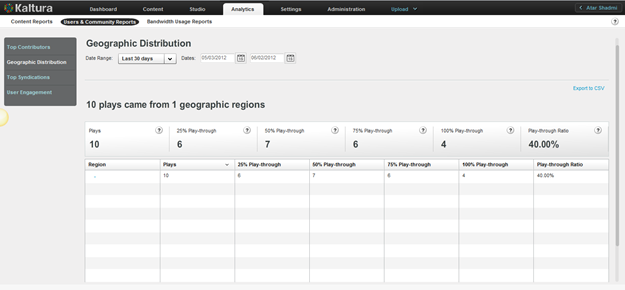 Kaltura Dashboard Content Studio Analytics Settings Administration Upload < Atar Shadmi
Content Reports Users & Community Reports Bandwidth Usage Reports ?
Top Contributors
Geographic Distribution
Top Syndications
User Engagement
Geographic Distribution
Date Range: Last 30 days Dates: 05/03/2012 06/02/2012
Export to CSV
10 plays came from 1 geographic regions
Plays ? 25% Play-through ? 50% Play-through ? 75% Play-through ? 100% Play-through ? Play-through Ratio ?
10 6 7 6 4 40.00%
Region Plays 25% Play-through 50% Play-through 75% Play-through 100% Play-through Play-through Ratio
. 10 6 7 6 4 40.00%